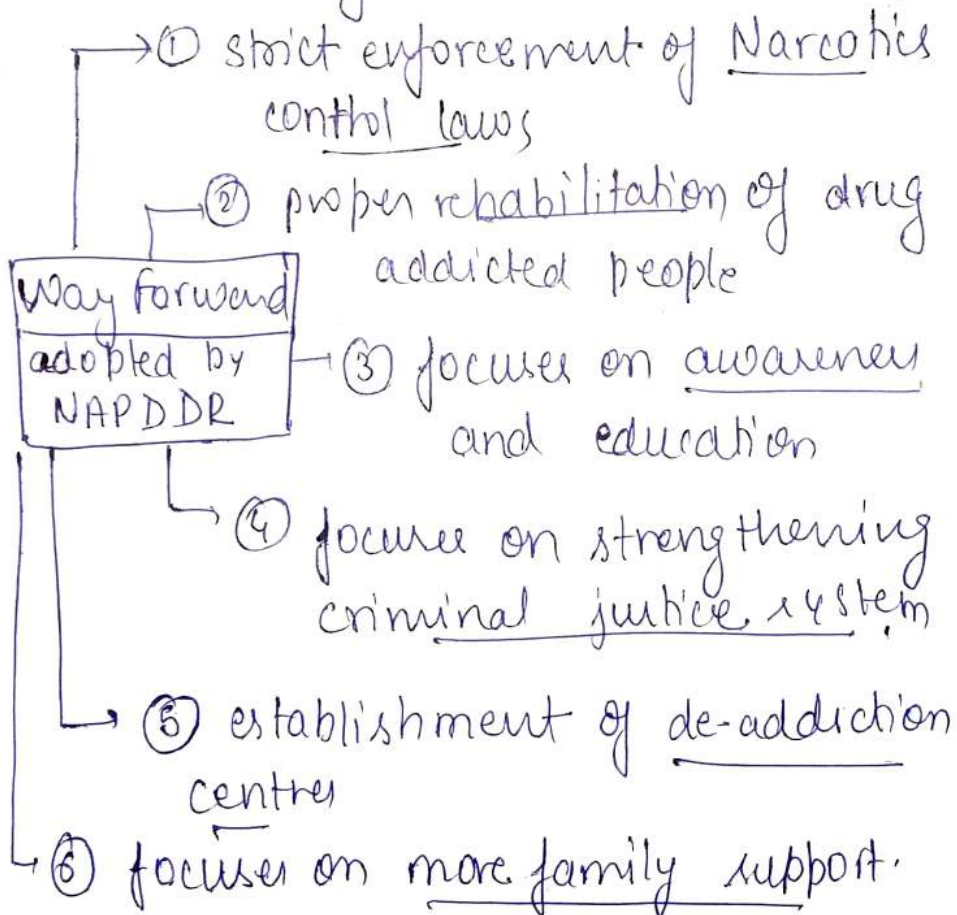 ① strict enforcement of Narcotics
control laws
② proper rehabilitation of drug
addicted people
Way forward
adopted by
NAPDDR
③ focuses on awareness
and education
④ focuses on strengthening
criminal justice system.
⑤ establishment of de-addiction
centres
⑥ focuses on more family support.